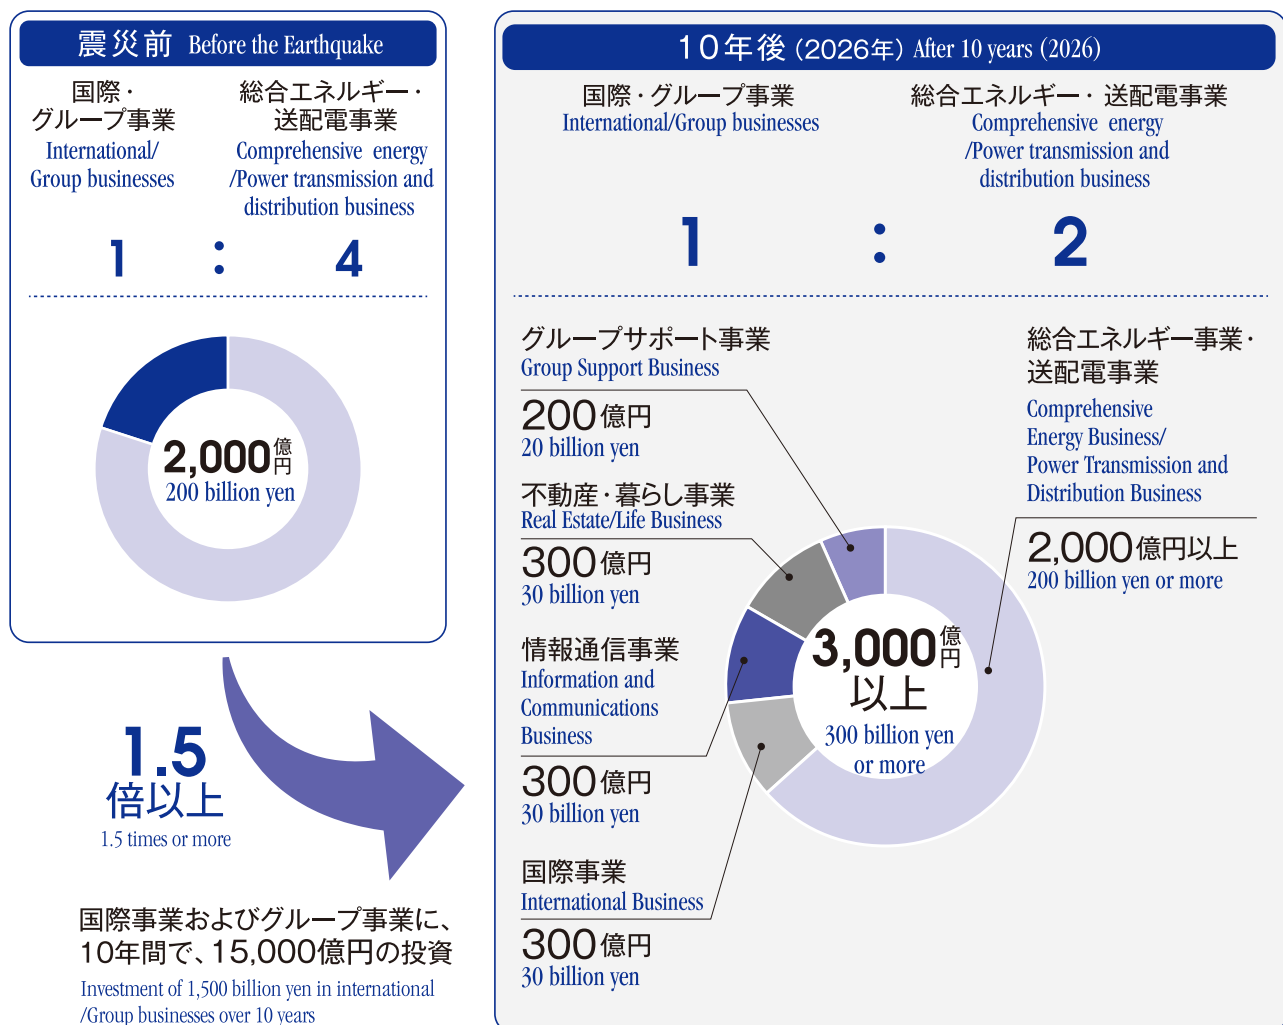 震災前 Before the Earthquake
国際・
グループ事業
International/
Group businesses
総合エネルギー・
送配電事業
Comprehensive energy
/Power transmission and
distribution business
1 : 4
2,000億円
200 billion yen
1.5
倍以上
1.5 times or more
国際事業およびグループ事業に、
10年間で、15,000億円の投資
Investment of 1,500 billion yen in international
/Group businesses over 10 years
10年後（2026年）After 10 years (2026)
国際・グループ事業
International/Group businesses
総合エネルギー・ 送配電事業
Comprehensive energy
/Power transmission and
distribution business
1 : 2
グループサポート事業
Group Support Business
200億円
20 billion yen
不動産・暮らし事業
Real Estate/Life Business
300億円
30 billion yen
情報通信事業
Information and
Communications
Business
300億円
30 billion yen
国際事業
International Business
300億円
30 billion yen
3,000億円
以上
300 billion yen
or more
総合エネルギー事業・
送配電事業
Comprehensive
Energy Business/
Power Transmission and
Distribution Business
2,000億円以上
200 billion yen or more